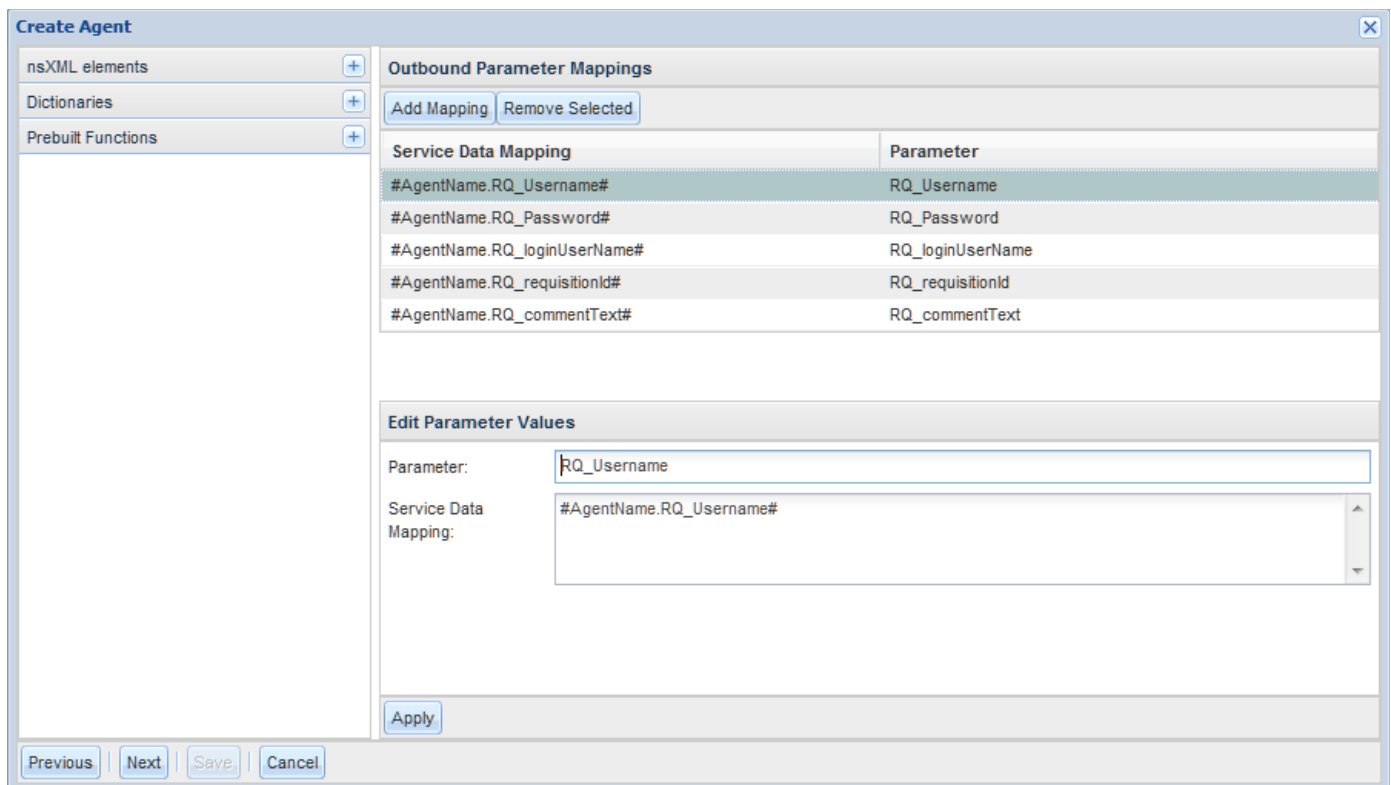 Create Agent
nsXML elements
Dictionaries
Prebuilt Functions
Outbound Parameter Mappings
Add Mapping Remove Selected
Service Data Mapping Parameter
#AgentName.RQ_Username# RQ_Username
#AgentName.RQ_Password# RQ_Password
#AgentName.RQ_loginUserName# RQ_loginUserName
#AgentName.RQ_requisitionId# RQ_requisitionId
#AgentName.RQ_commentText# RQ_commentText
Edit Parameter Values
Parameter: RQ_Username
Service Data #AgentName.RQ_Username#
Mapping:
Apply
Previous Next Save Cancel